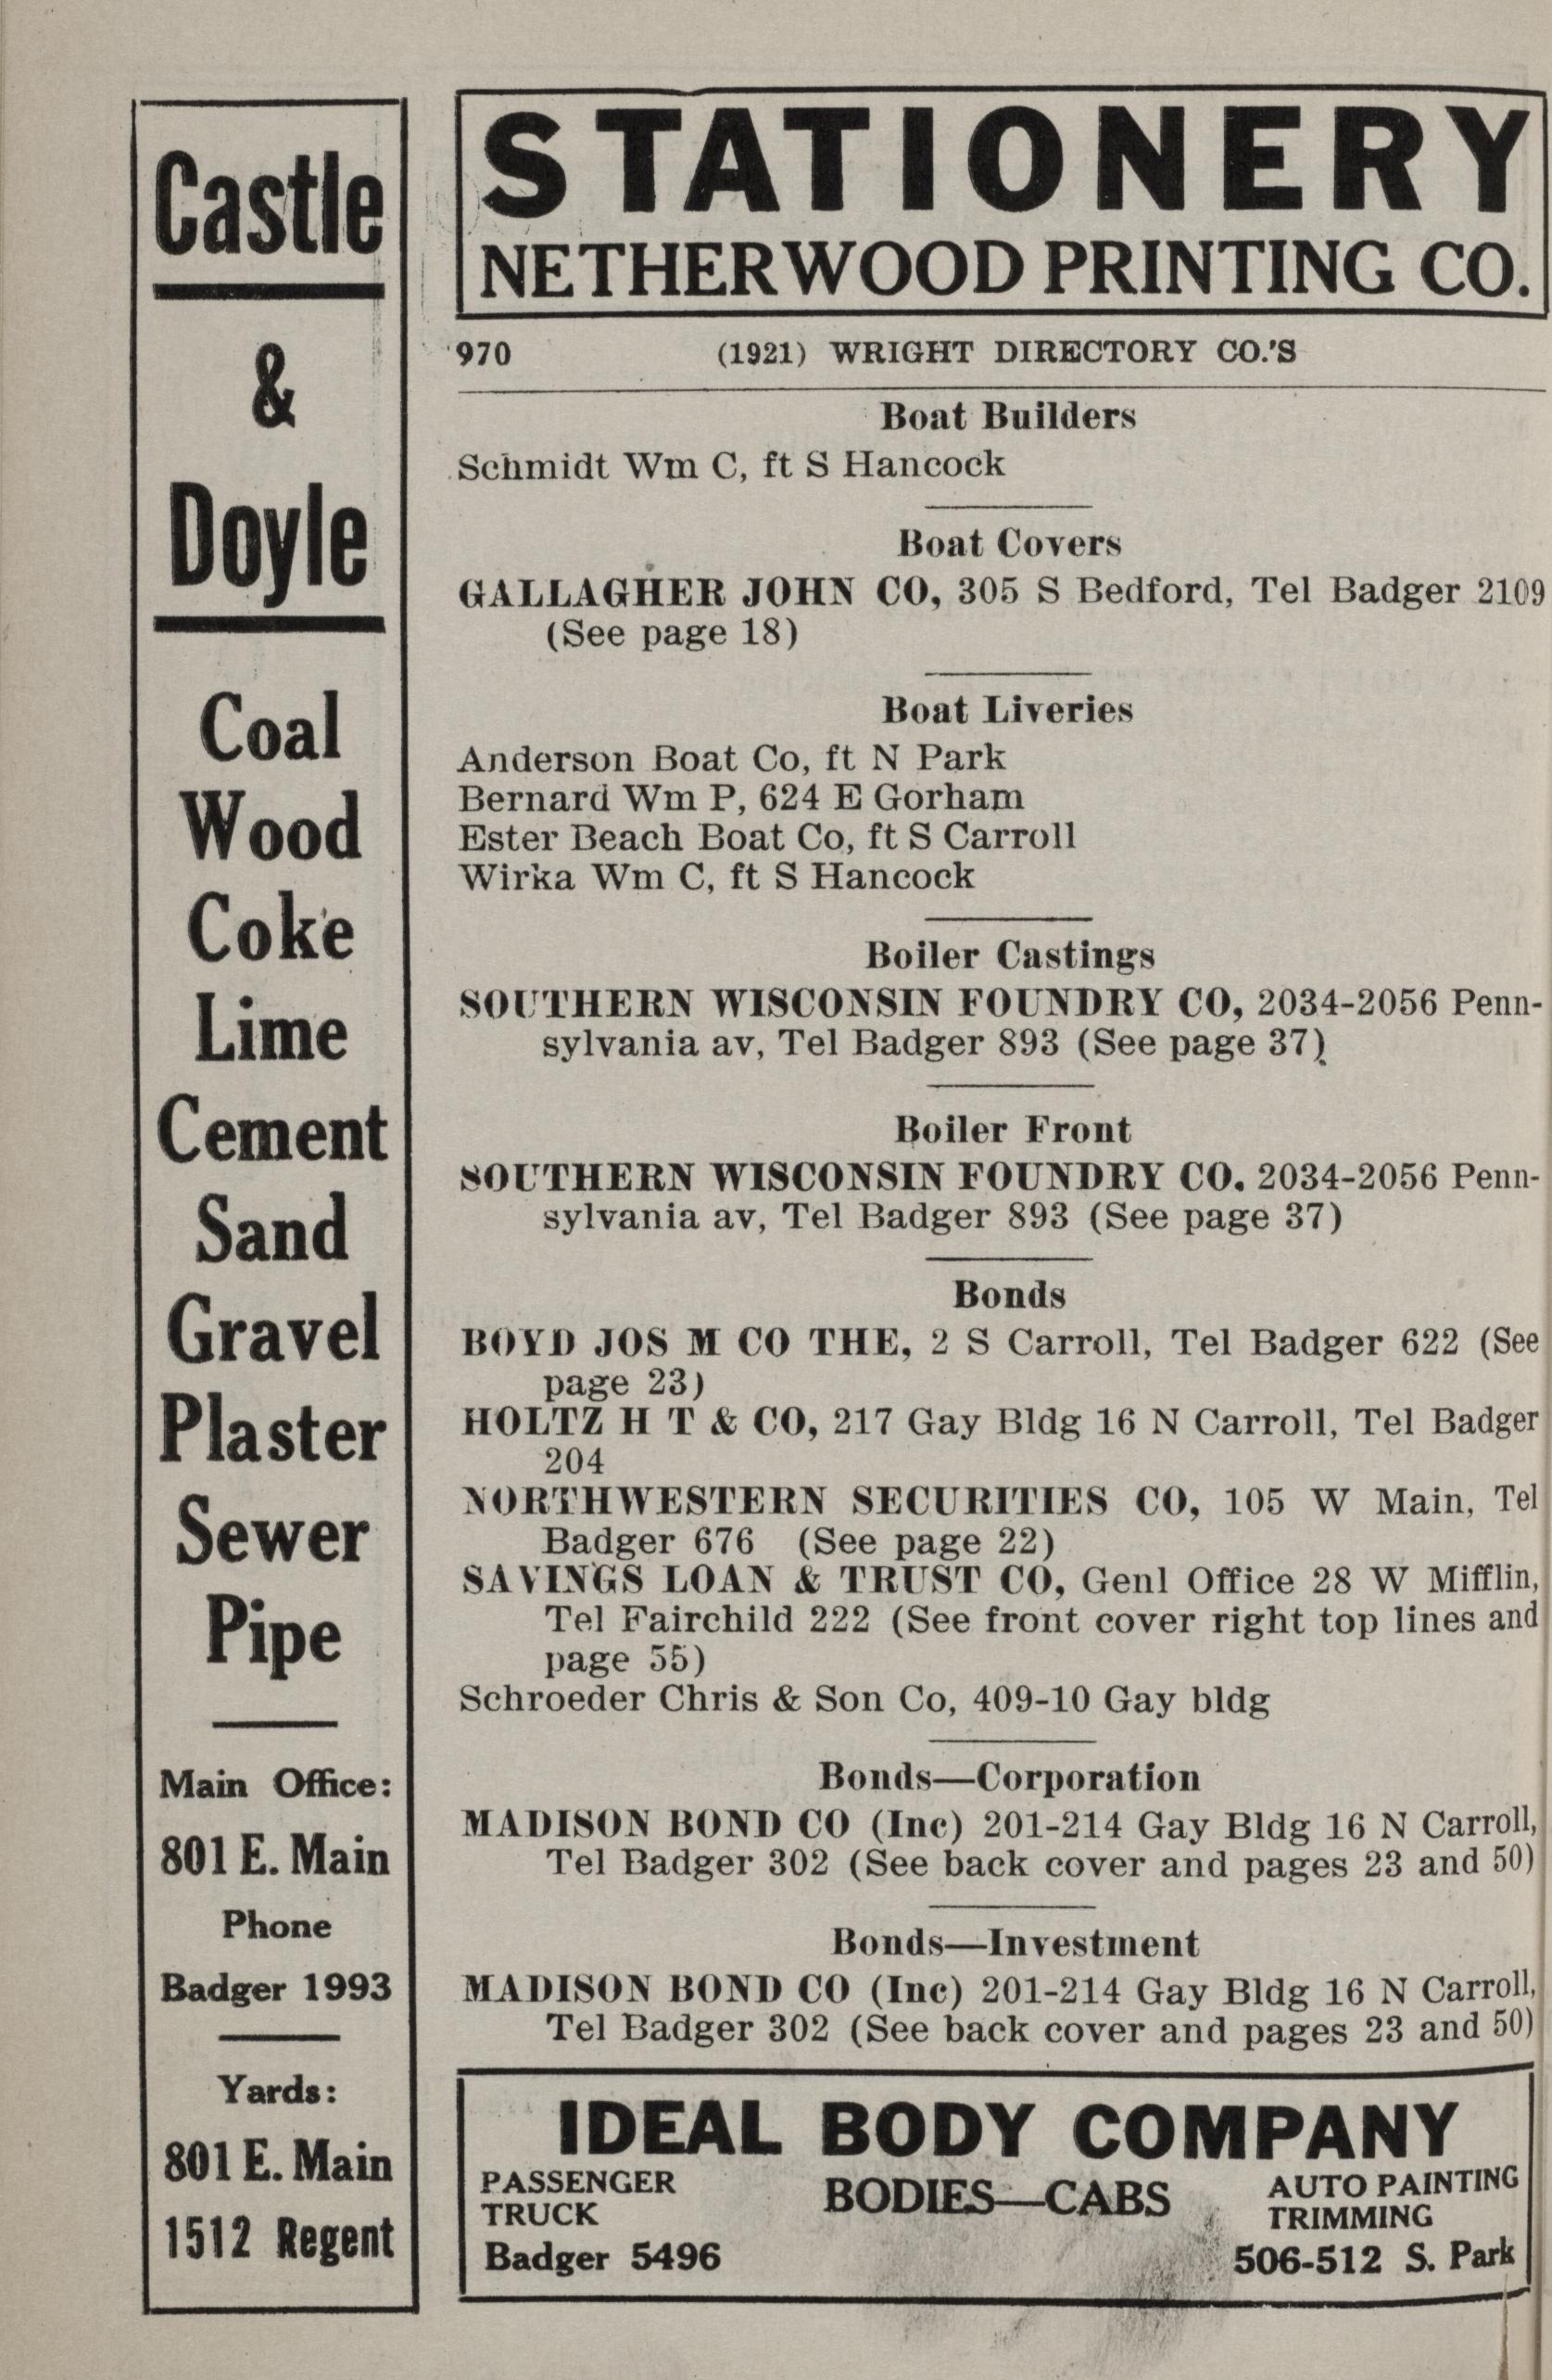 Castle
&
Doyle
Coal
Wood
Coke
Lime
Cement
Sand
Gravel
Plaster
Sewer
Pipe
Main Office:
801 E. Main
Phone
Badger 1993
Yards:
801 E. Main
1512 Regent
STATIONERY
NETHERWOOD PRINTING CO.
970 (1921) WRIGHT DIRECTORY CO.'S
Boat Builders
Schmidt Wm C, ft S Hancock
Boat Covers
GALLAGHER JOHN CO, 305 S Bedford, Tel Badger 2109
(See page 18)
Boat Liveries
Anderson Boat Co, ft N Park
Bernard Wm P, 624 E Gorham
Ester Beach Boat Co, ft S Carroll
Wirka Wm C, ft S Hancock
Boiler Castings
SOUTHERN WISCONSIN FOUNDRY CO, 2034-2056 Penn-
sylvania av, Tel Badger 893 (See page 37)
Boiler Front
SOUTHERN WISCONSIN FOUNDRY CO. 2034-2056 Penn-
sylvania av, Tel Badger 893 (See page 37)
Bonds
BOYD JOS M CO THE, 2 S Carroll, Tel Badger 622 (See
page 23)
HOLTZ H T & CO, 217 Gay Bldg 16 N Carroll, Tel Badger
204
NORTHWESTERN SECURITIES CO, 105 W Main, Tel
Badger 676 (See page 22)
SAVINGS LOAN & TRUST CO, Genl Office 28 W Mifflin,
Tel Fairchild 222 (See front cover right top lines and
page 55)
Schroeder Chris & Son Co, 409-10 Gay bldg
Bonds—Corporation
MADISON BOND CO (Inc) 201-214 Gay Bldg 16 N Carroll,
Tel Badger 302 (See back cover and pages 23 and 50)
Bonds—Investment
MADISON BOND CO (Inc) 201-214 Gay Bldg 16 N Carroll,
Tel Badger 302 (See back cover and pages 23 and 50)
IDEAL BODY COMPANY
PASSENGER
TRUCK
BODIES—CABS
AUTO PAINTING
TRIMMING
Badger 5496
506-512 S. Park